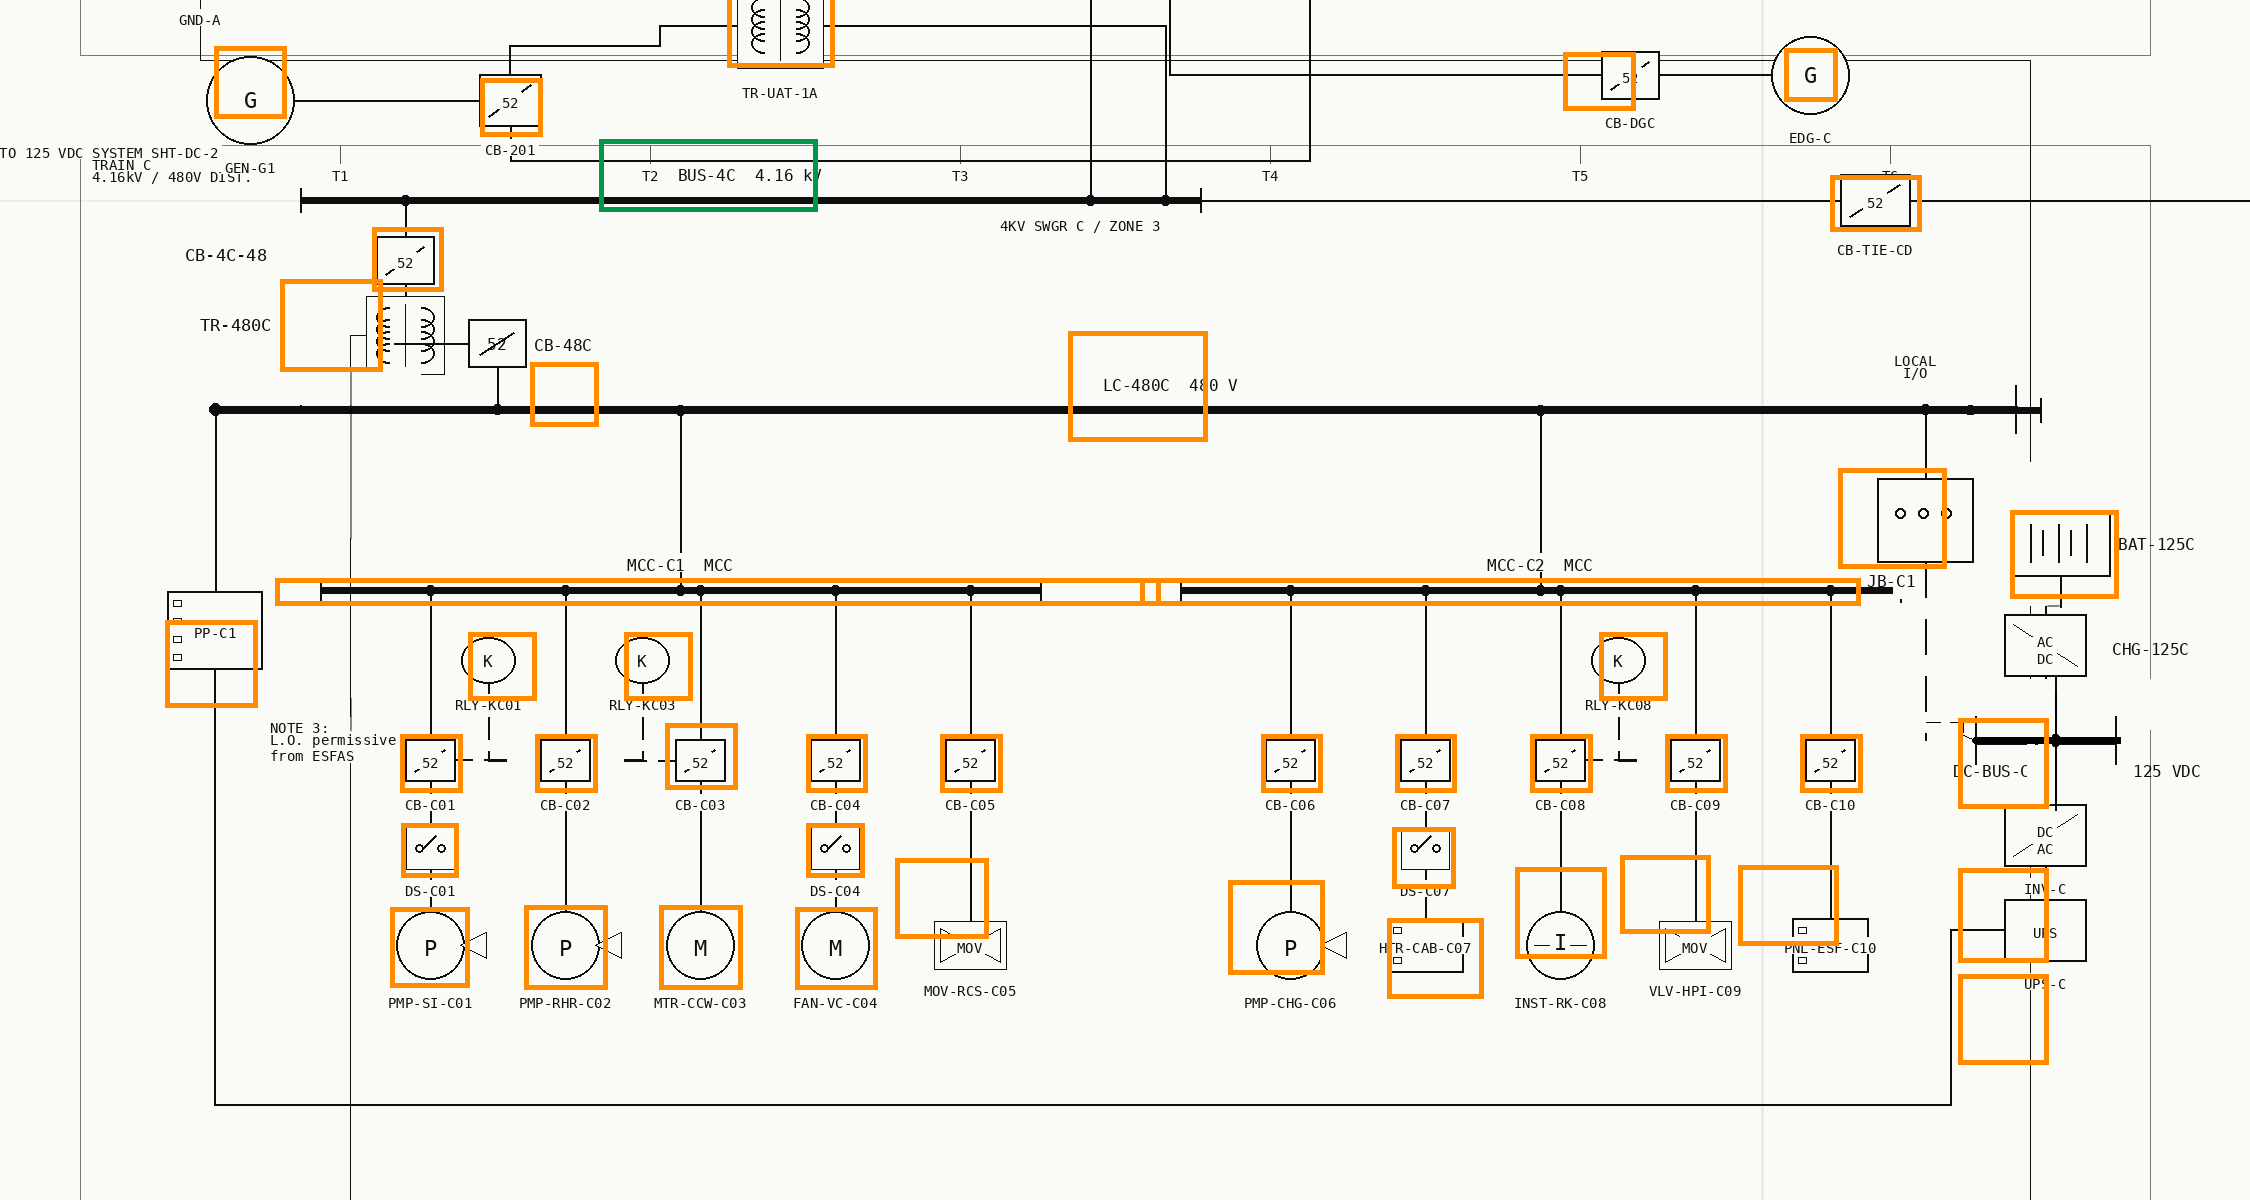 GND-A
G
52
TR-UAT-1A
52
G
CB-DGC
EDG-C
CB-201
TO 125 VDC SYSTEM SHT-DC-2
TRAIN C
4.16kV / 480V DIST.
GEN-G1
T1
T2
BUS-4C 4.16 kV
T3
T4
T5
52
4KV SWGR C / ZONE 3
CB-TIE-CD
CB-4C-48
52
TR-480C
52
CB-48C
LC-480C 480 V
LOCAL
I/O
BAT-125C
MCC-C1 MCC
MCC-C2 MCC
JB-C1
PP-C1
K
K
K
AC
DC
CHG-125C
RLY-KC01
RLY-KC03
RLY-KC08
NOTE 3:
L.O. permissive
from ESFAS
52
52
52
52
52
52
52
52
52
52
DC-BUS-C
125 VDC
CB-C01
CB-C02
CB-C03
CB-C04
CB-C05
CB-C06
CB-C07
CB-C08
CB-C09
CB-C10
DC
AC
DS-C01
DS-C04
DS-C07
INV-C
P
P
M
M
MOV
P
HTR-CAB-C07
I
MOV
PNL-ESF-C10
UPS
UPS-C
PMP-SI-C01
PMP-RHR-C02
MTR-CCW-C03
FAN-VC-C04
MOV-RCS-C05
PMP-CHG-C06
INST-RK-C08
VLV-HPI-C09